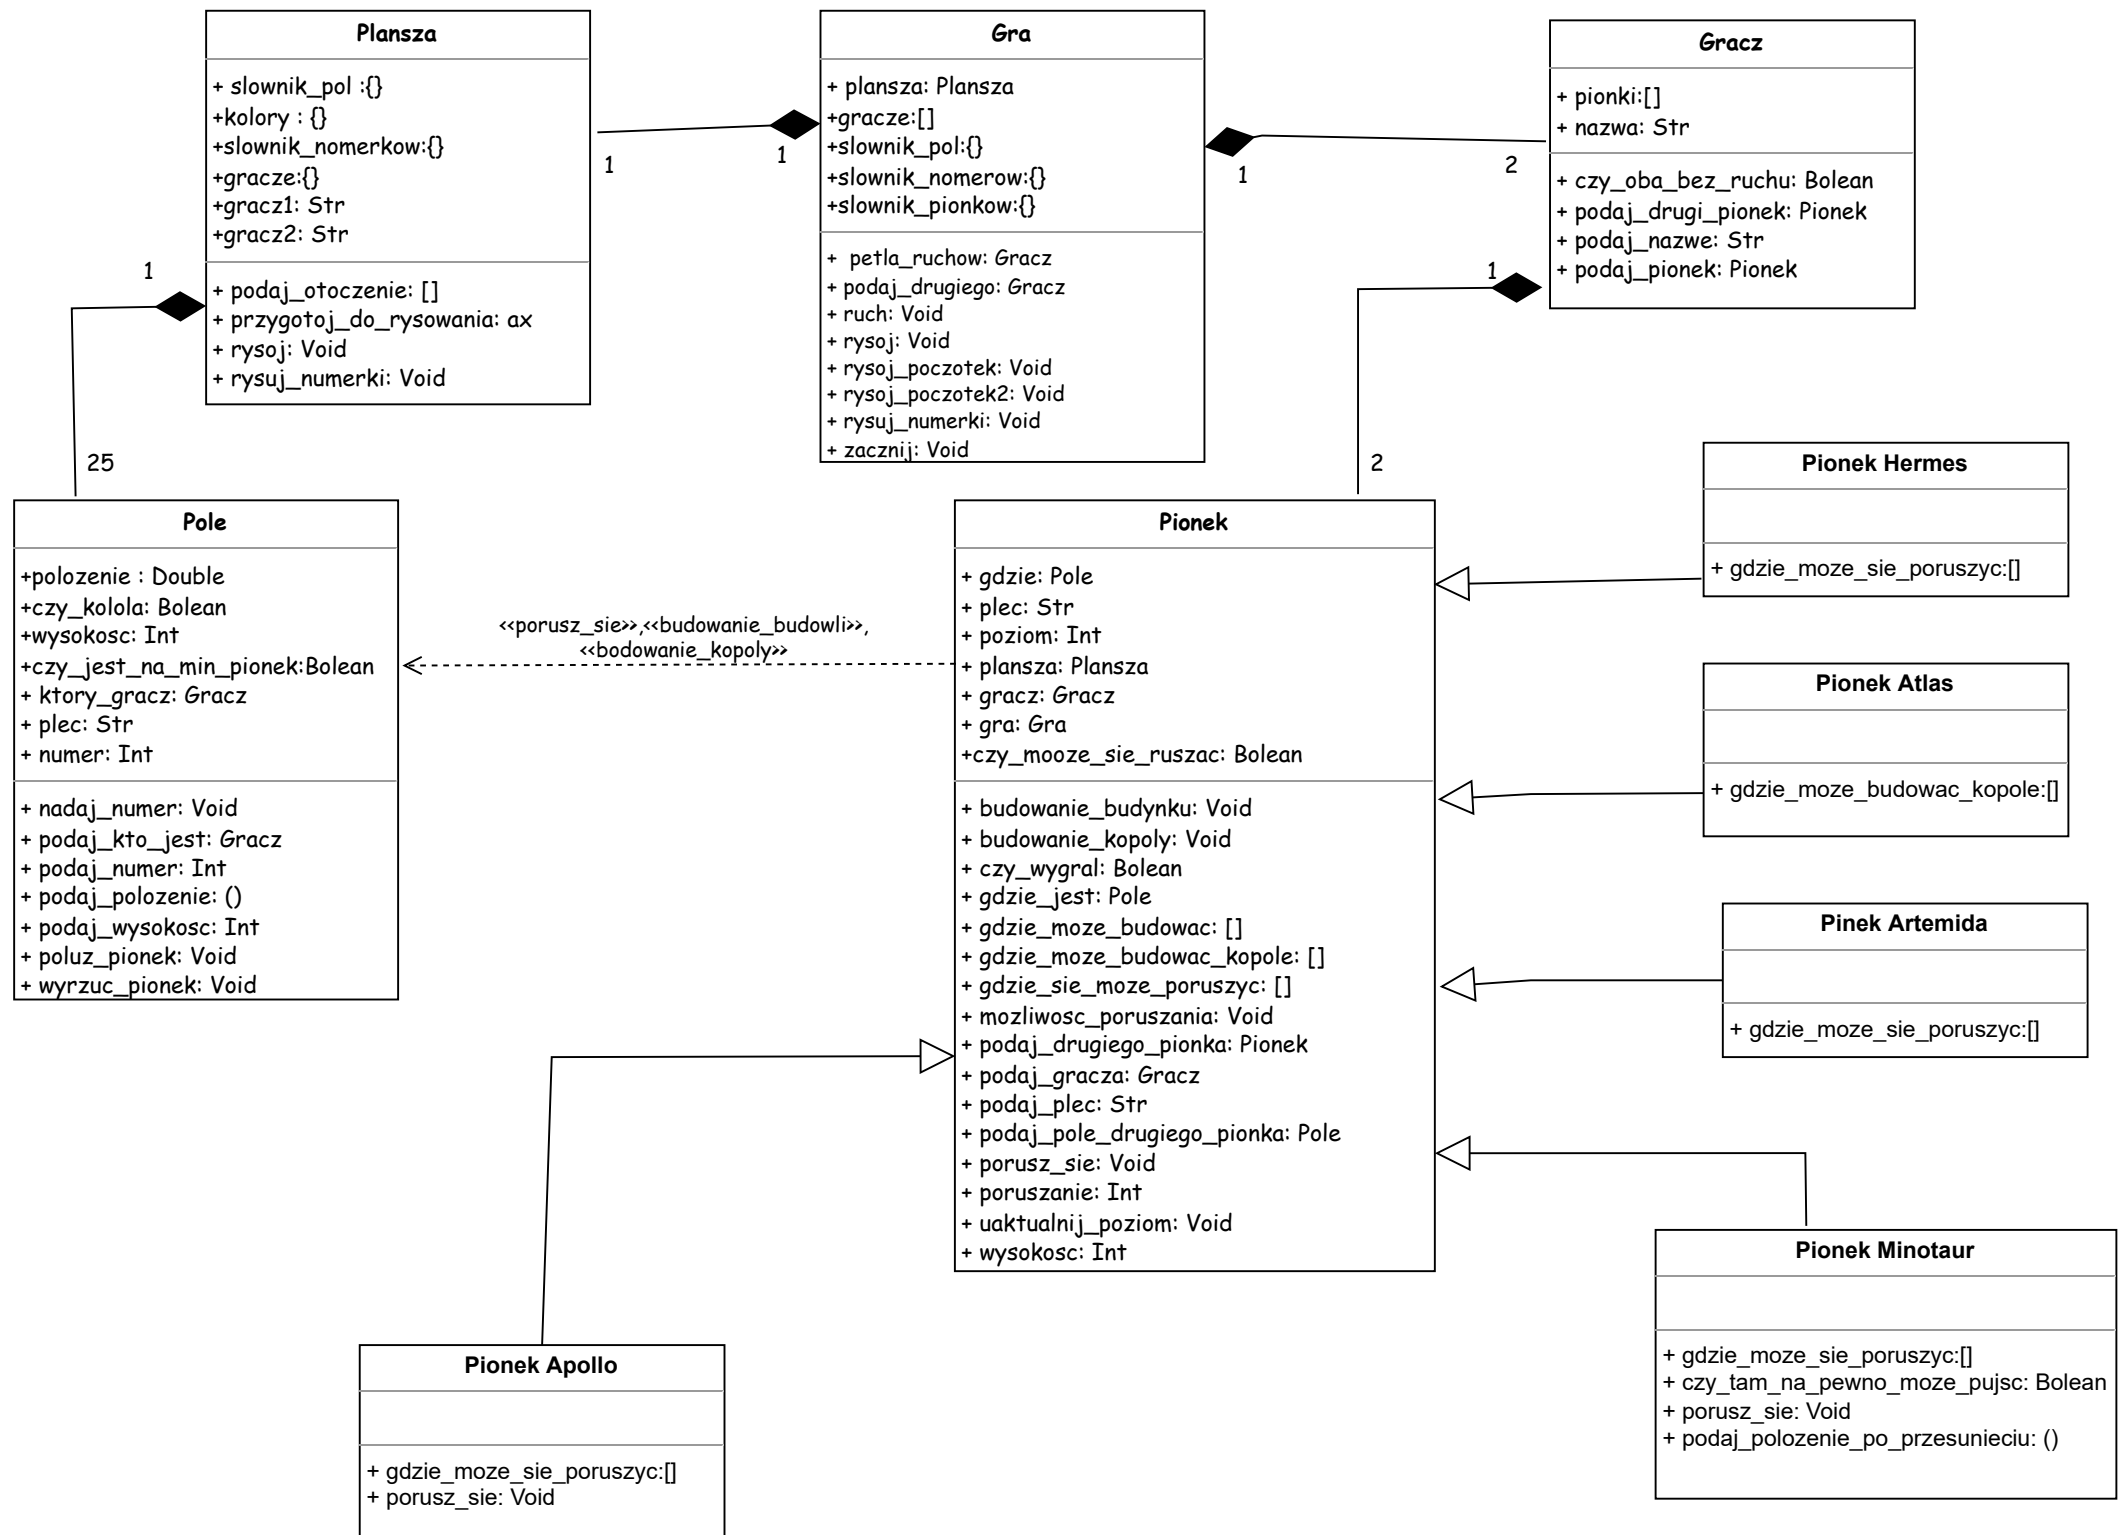 Plansza
+ slownik_pol :{}
+kolory : {}
+slownik_nomerkow:{}
+gracze:{}
+gracz1: Str
+gracz2: Str
+ podaj_otoczenie: []
+ przygotoj_do_rysowania: ax
+ rysoj: Void
+ rysuj_numerki: Void
1
1
Gra
+ plansza: Plansza
+gracze:[]
+slownik_pol:{}
+slownik_nomerow:{}
+slownik_pionkow:{}
+ petla_ruchow: Gracz
+ podaj_drugiego: Gracz
+ ruch: Void
+ rysoj: Void
+ rysoj_poczotek: Void
+ rysoj_poczotek2: Void
+ rysuj_numerki: Void
+ zacznij: Void
1
2
Gracz
+ pionki:[]
+ nazwa: Str
+ czy_oba_bez_ruchu: Bolean
+ podaj_drugi_pionek: Pionek
+ podaj_nazwe: Str
+ podaj_pionek: Pionek
1
25
1
2
Pole
+polozenie : Double
+czy_kolola: Bolean
+wysokosc: Int
+czy_jest_na_min_pionek:Bolean
+ ktory_gracz: Gracz
+ plec: Str
+ numer: Int
+ nadaj_numer: Void
+ podaj_kto_jest: Gracz
+ podaj_numer: Int
+ podaj_polozenie: ()
+ podaj_wysokosc: Int
+ poluz_pionek: Void
+ wyrzuc_pionek: Void
<<porusz_sie>>,<<budowanie_budowli>>,
<<bodowanie_kopoly>>
Pionek
+ gdzie: Pole
+ plec: Str
+ poziom: Int
+ plansza: Plansza
+ gracz: Gracz
+ gra: Gra
+czy_mooze_sie_ruszac: Bolean
+ budowanie_budynku: Void
+ budowanie_kopoly: Void
+ czy_wygral: Bolean
+ gdzie_jest: Pole
+ gdzie_moze_budowac: []
+ gdzie_moze_budowac_kopole: []
+ gdzie_sie_moze_poruszyc: []
+ mozliwosc_poruszania: Void
+ podaj_drugiego_pionka: Pionek
+ podaj_gracza: Gracz
+ podaj_plec: Str
+ podaj_pole_drugiego_pionka: Pole
+ porusz_sie: Void
+ poruszanie: Int
+ uaktualnij_poziom: Void
+ wysokosc: Int
Pionek Hermes
+ gdzie_moze_sie_poruszyc:[]
Pionek Atlas
+ gdzie_moze_budowac_kopole:[]
Pinek Artemida
+ gdzie_moze_sie_poruszyc:[]
Pionek Minotaur
+ gdzie_moze_sie_poruszyc:[]
+ czy_tam_na_pewno_moze_pujsc: Bolean
+ porusz_sie: Void
+ podaj_polozenie_po_przesunieciu: ()
Pionek Apollo
+ gdzie_moze_sie_poruszyc:[]
+ porusz_sie: Void